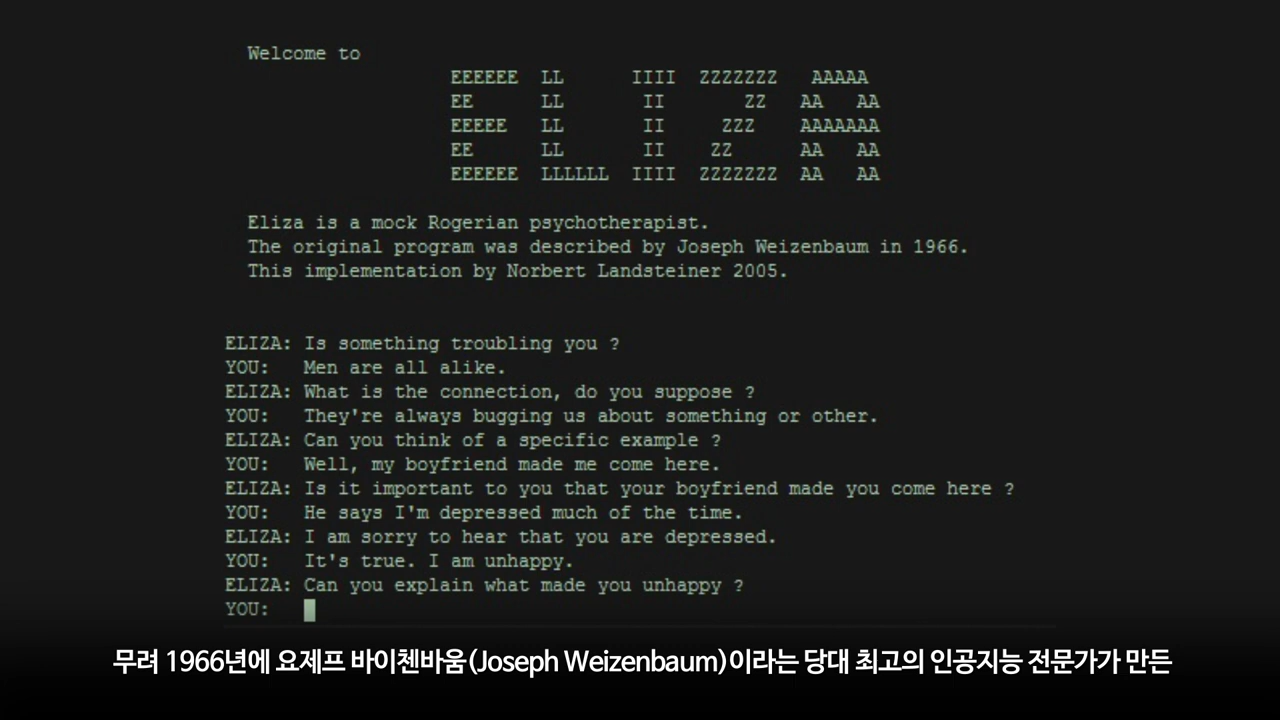 Welcome to
EEEEEE  LL      IIII  ZZZZZZZ   AAAAA
EE      LL       II       ZZ   AA   AA
EEEEE   LL       II     ZZZ    AAAAAAA
EE      LL       II    ZZ      AA   AA
EEEEEE  LLLLLL  IIII  ZZZZZZZ  AA   AA
Eliza is a mock Rogerian psychotherapist.
The original program was described by Joseph Weizenbaum in 1966.
This implementation by Norbert Landsteiner 2005.
ELIZA: Is something troubling you ?
YOU:   Men are all alike.
ELIZA: What is the connection, do you suppose ?
YOU:   They're always bugging us about something or other.
ELIZA: Can you think of a specific example ?
YOU:   Well, my boyfriend made me come here.
ELIZA: Is it important to you that your boyfriend made you come here ?
YOU:   He says I'm depressed much of the time.
ELIZA: I am sorry to hear that you are depressed.
YOU:   It's true. I am unhappy.
ELIZA: Can you explain what made you unhappy ?
YOU:
무려 1966년에 요제프 바이첸바움(Joseph Weizenbaum)이라는 당대 최고의 인공지능 전문가가 만든